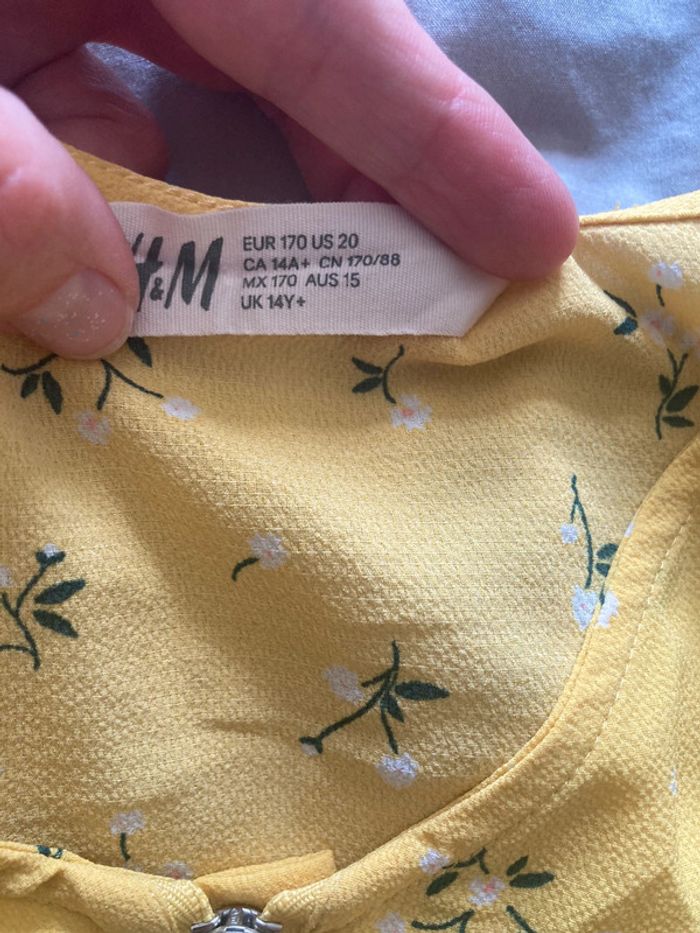 H&M
EUR 170 US 20
CA 14A+ CN 170/88
MX 170 AUS 15
UK 14Y+